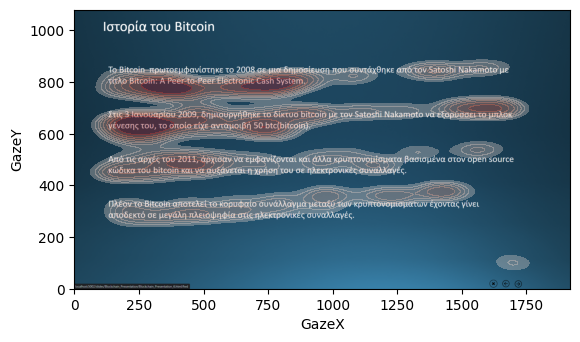 Ιστορία του Bitcoin
Το Bitcoin πρωτοεμφανίστηκε το 2008 σε μια δημοσίευση που συντάχθηκε από τον Satoshi Nakamoto με
τίτλο Bitcoin: A Peer-to-Peer Electronic Cash System.
Στις 3 Ιανουαρίου 2009, δημιουργήθηκε το δίκτυο bitcoin με τον Satoshi Nakamoto να εξορύσσει το μπλοκ
γένεσης του, το οποίο είχε ανταμοιβή 50 btc(bitcoin).
Από τις αρχές του 2011, άρχισαν να εμφανίζονται και άλλα κρυπτονομίσματα βασισμένα στον open source
κώδικα του bitcoin και να αυξάνεται η χρήση του σε ηλεκτρονικές συναλλαγές.
Πλέον το Bitcoin αποτελεί το κορυφαίο συνάλλαγμα μεταξύ των κρυπτονομισμάτων έχοντας γίνει
αποδεκτό σε μεγάλη πλειοψηφία στις ηλεκτρονικές συναλλαγές.
GazeY
1000
800
600
400
200
0
0 250 500 750 1000 1250 1500 1750
GazeX